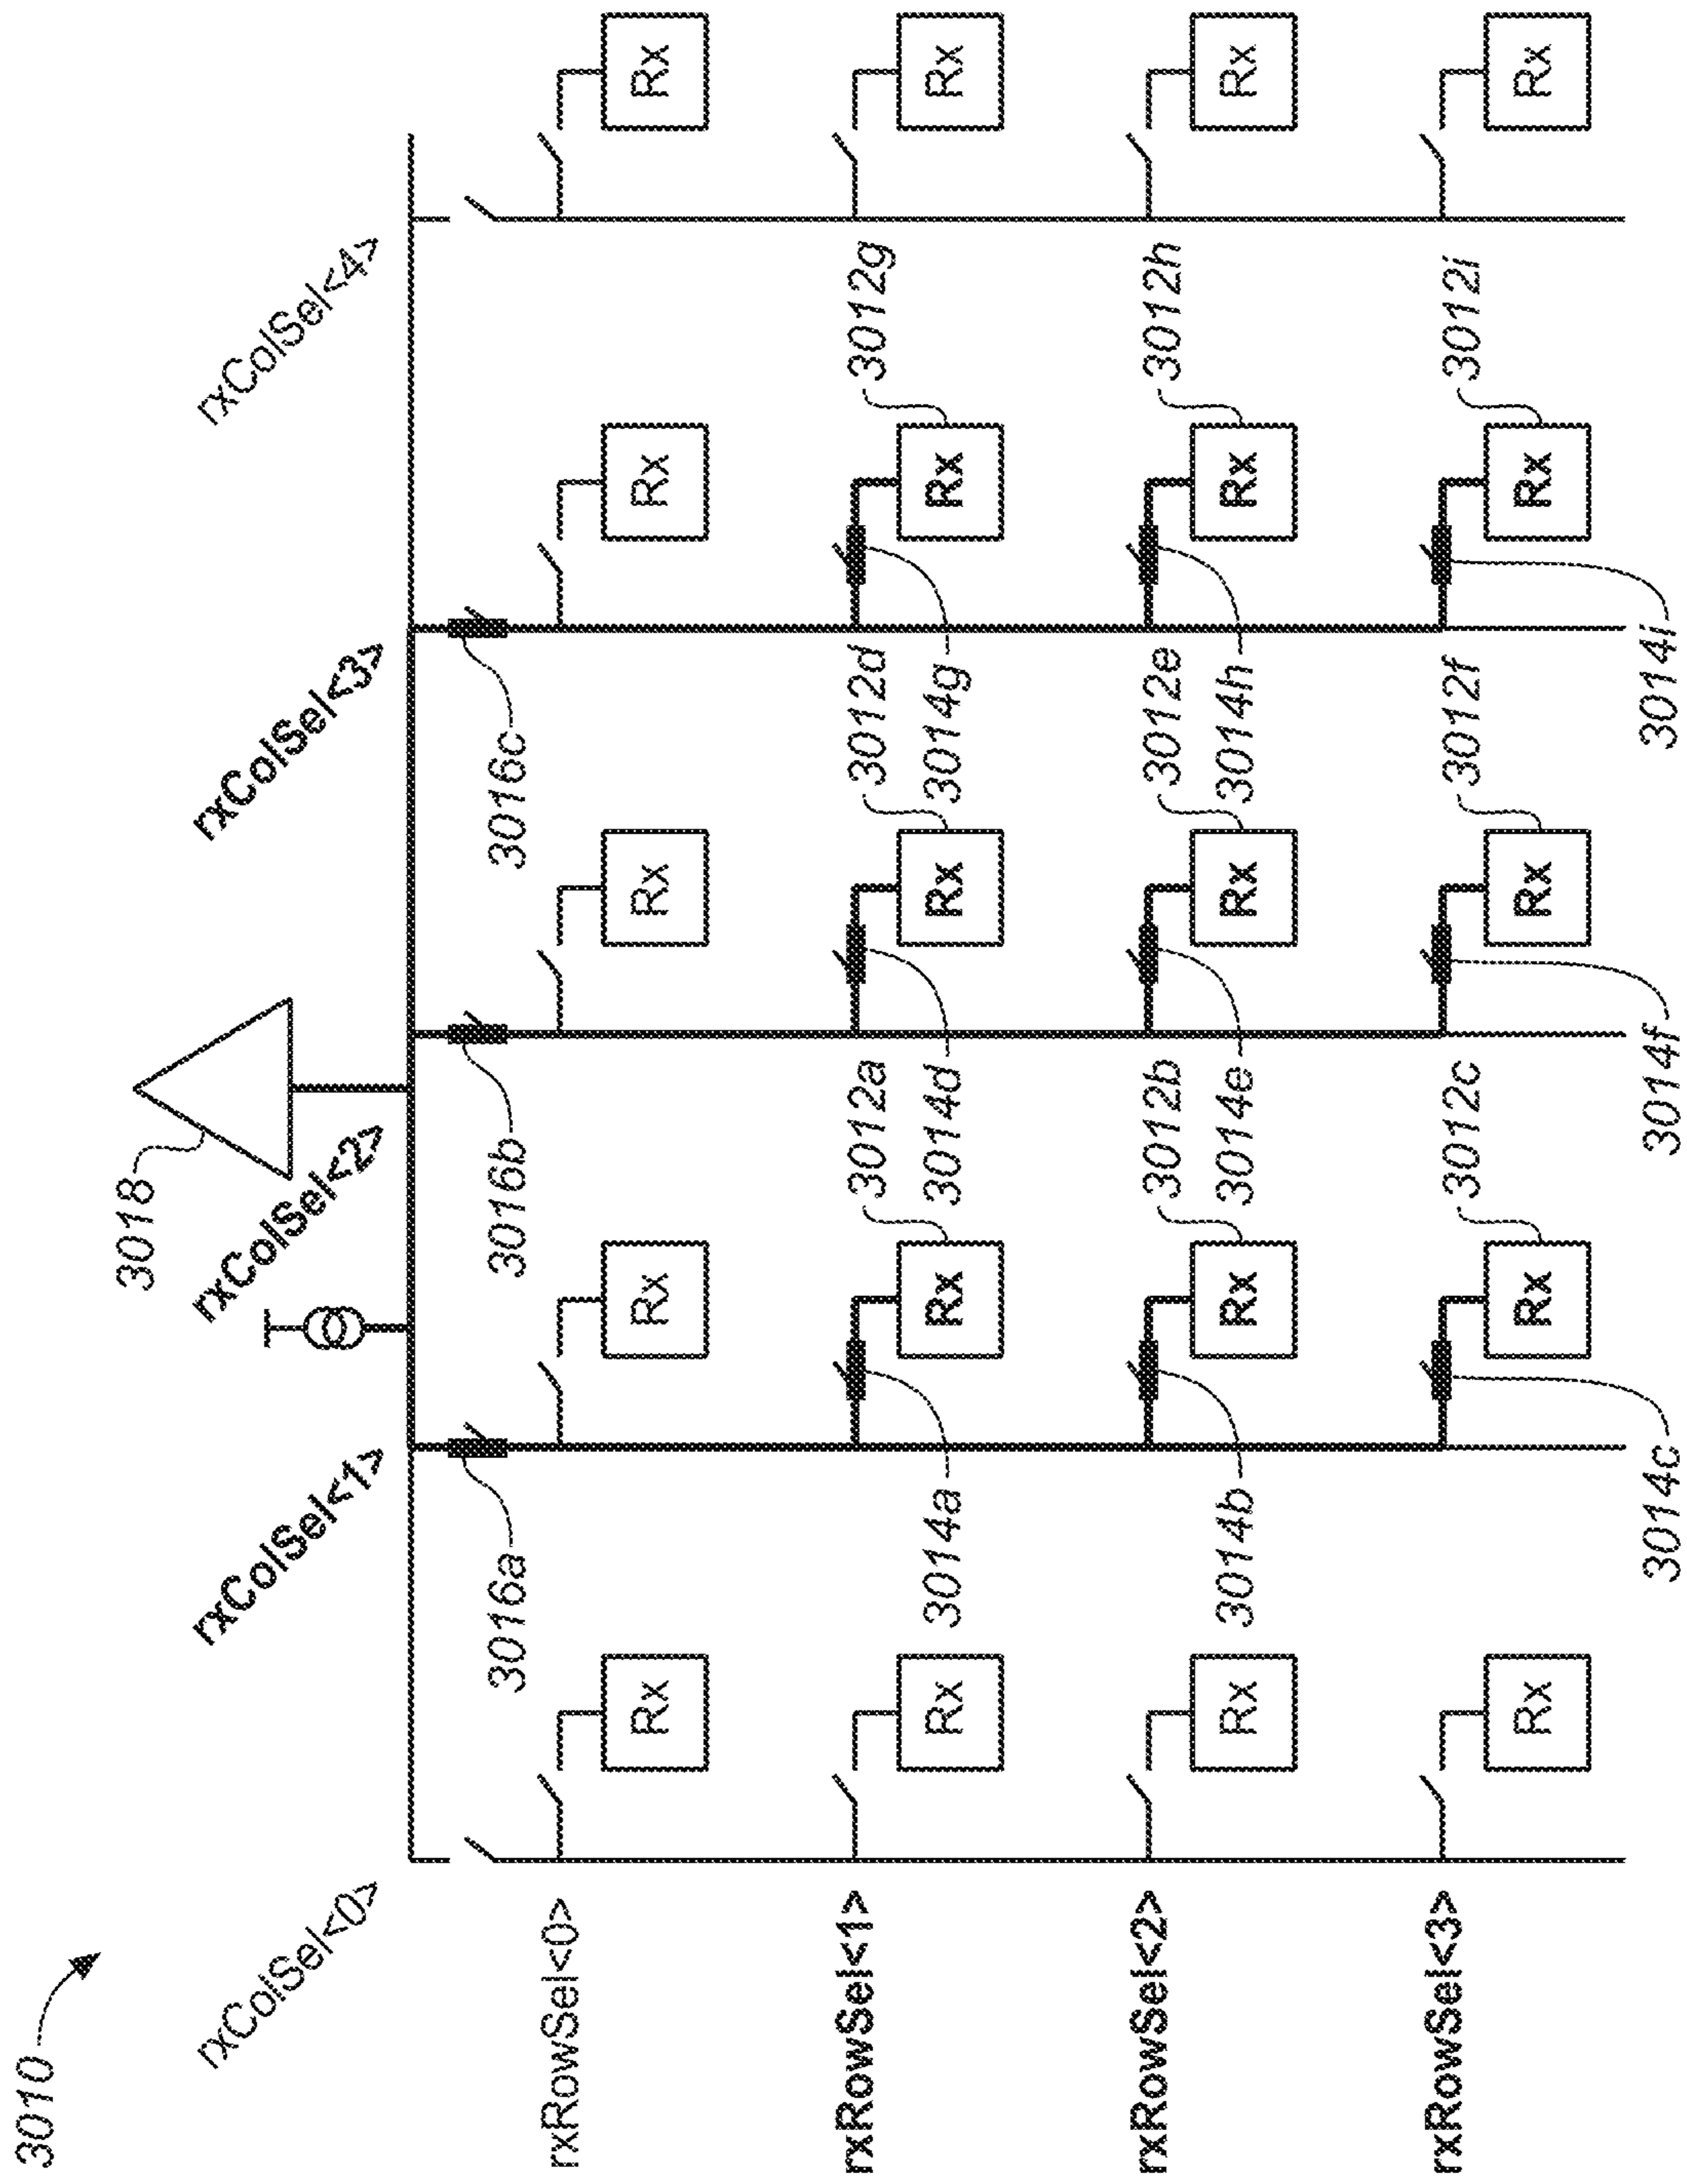 3010
3018
rxColSel<0>
rxColSel<1>
rxColSel<2>
rxColSel<3>
rxColSel<4>
3016a
3016b
3016c
rxRowSel<0>
Rx
Rx
Rx
Rx
Rx
rxRowSel<1>
3012a
3012d
3012g
Rx
3014a
Rx
3014d
Rx
3014g
Rx
Rx
rxRowSel<2>
3012b
3012e
3012h
Rx
3014b
Rx
3014e
Rx
3014h
Rx
Rx
rxRowSel<3>
3012c
3012f
3012i
Rx
Rx
Rx
Rx
Rx
3014c
3014f
3014i